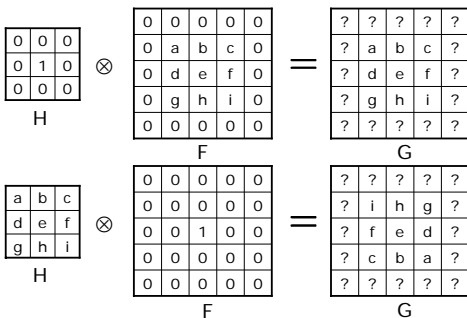 0 0 0
0 1 0
0 0 0
H
⊗
0 0 0 0 0
0 a b c 0
0 d e f 0
0 g h i 0
0 0 0 0 0
F
=
? ? ? ? ?
? a b c ?
? d e f ?
? g h i ?
? ? ? ? ?
G
a b c
d e f
g h i
H
⊗
0 0 0 0 0
0 0 0 0 0
0 0 1 0 0
0 0 0 0 0
0 0 0 0 0
F
=
? ? ? ? ?
? i h g ?
? f e d ?
? c b a ?
? ? ? ? ?
G